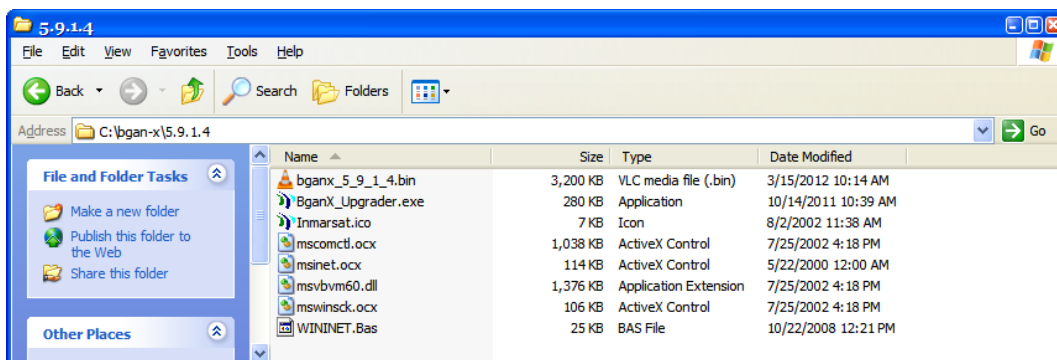 5.9.1.4
File Edit View Favorites Tools Help
Back Search Folders
Address C:\bgan-x\5.9.1.4 Go
File and Folder Tasks
Make a new folder
Publish this folder to
the Web
Share this folder
Other Places
Name Size Type Date Modified
bganx_5_9_1_4.bin 3,200 KB VLC media file (.bin) 3/15/2012 10:14 AM
BganX_Upgrader.exe 280 KB Application 10/14/2011 10:39 AM
Inmarsat.ico 7 KB Icon 8/2/2002 11:38 AM
mscomctl.ocx 1,038 KB ActiveX Control 7/25/2002 4:18 PM
msinet.ocx 114 KB ActiveX Control 5/22/2000 12:00 AM
msvbvm60.dll 1,376 KB Application Extension 7/25/2002 4:18 PM
mswinsck.ocx 106 KB ActiveX Control 7/25/2002 4:18 PM
WININET.Bas 25 KB BAS File 10/22/2008 12:21 PM